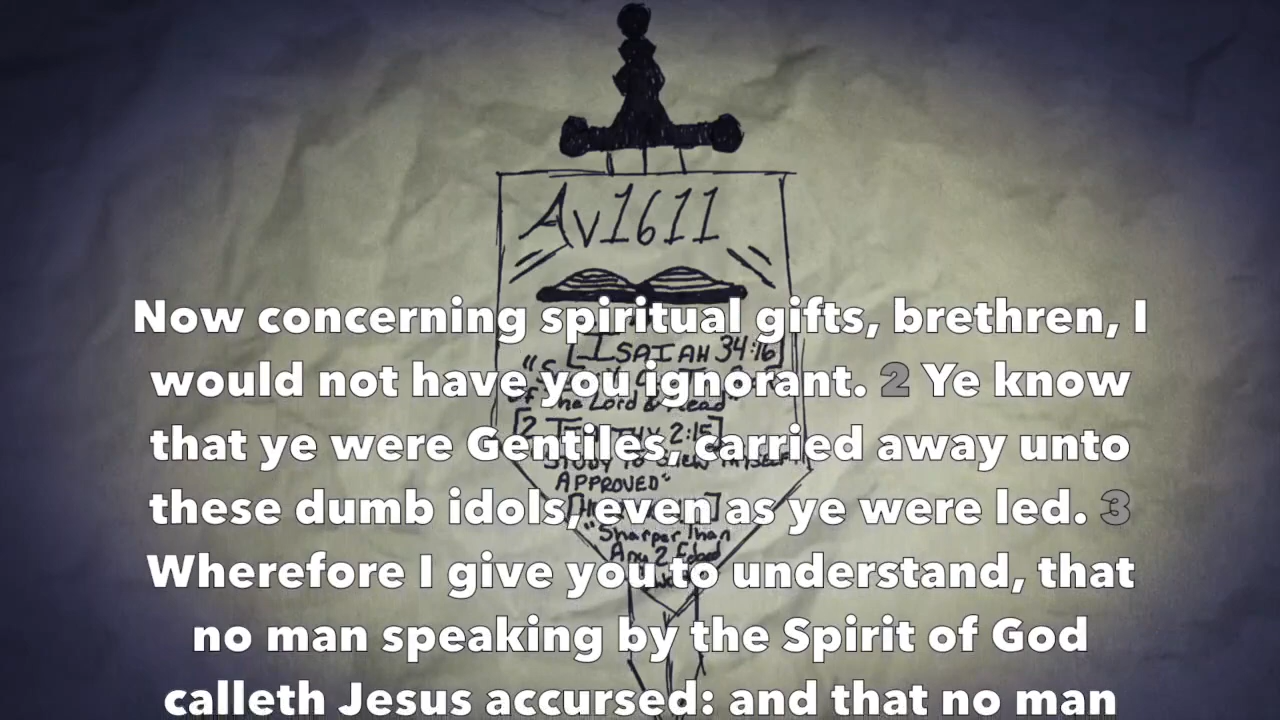 Av1611
Now concerning spiritual gifts, brethren, I
[ISAIAH 34:16]
would not have you ignorant. 2 Ye know
of The Lord & Read"
[2 2:15]
that ye were Gentiles, carried away unto
STUDY TO
APPROVED"
these dumb idols, even as ye were led. 3
"Sharper Than
Any 2 Edged
Wherefore I give you to understand, that
no man speaking by the Spirit of God
calleth Jesus accursed: and that no man